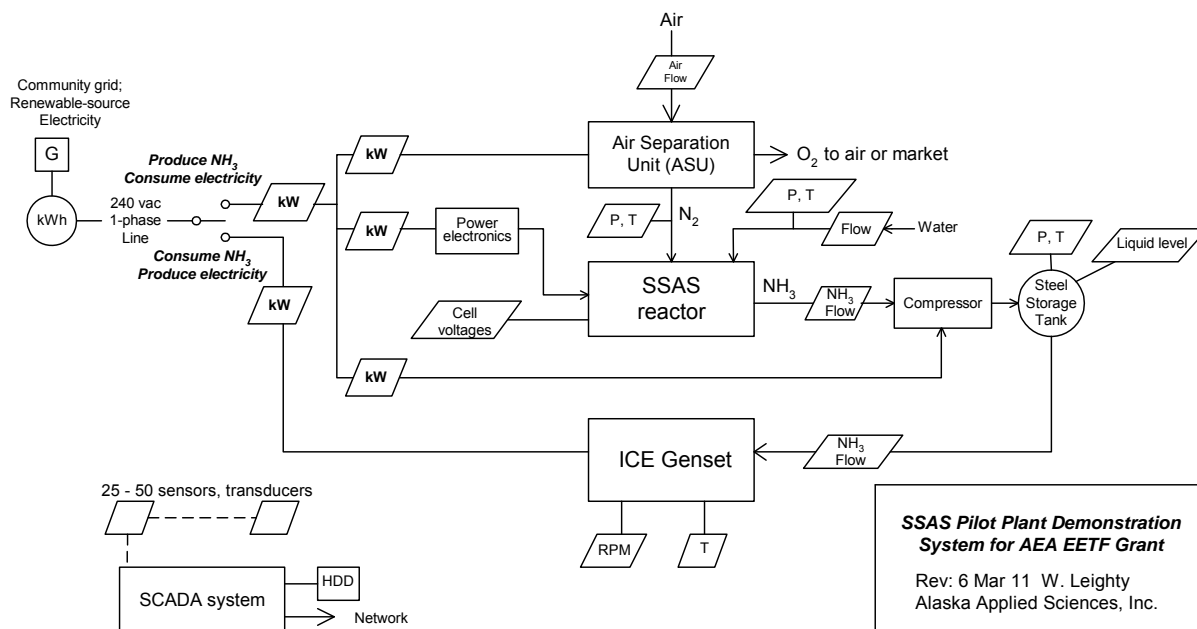 Air
Air
Flow
Community grid;
Renewable-source
Electricity
G
kWh
240 vac
1-phase
Line
Produce NH₃
Consume electricity
Consume NH₃
Produce electricity
kW
kW
kW
kW
kW
Air Separation
Unit (ASU)
O₂ to air or market
Power
electronics
P, T
N₂
P, T
Flow
Water
SSAS
reactor
Cell
voltages
NH₃
NH₃
Flow
Compressor
P, T
Liquid level
Steel
Storage
Tank
ICE Genset
NH₃
Flow
RPM
T
25 - 50 sensors, transducers
SCADA system
HDD
Network
SSAS Pilot Plant Demonstration
System for AEA EETF Grant
Rev: 6 Mar 11 W. Leighty
Alaska Applied Sciences, Inc.